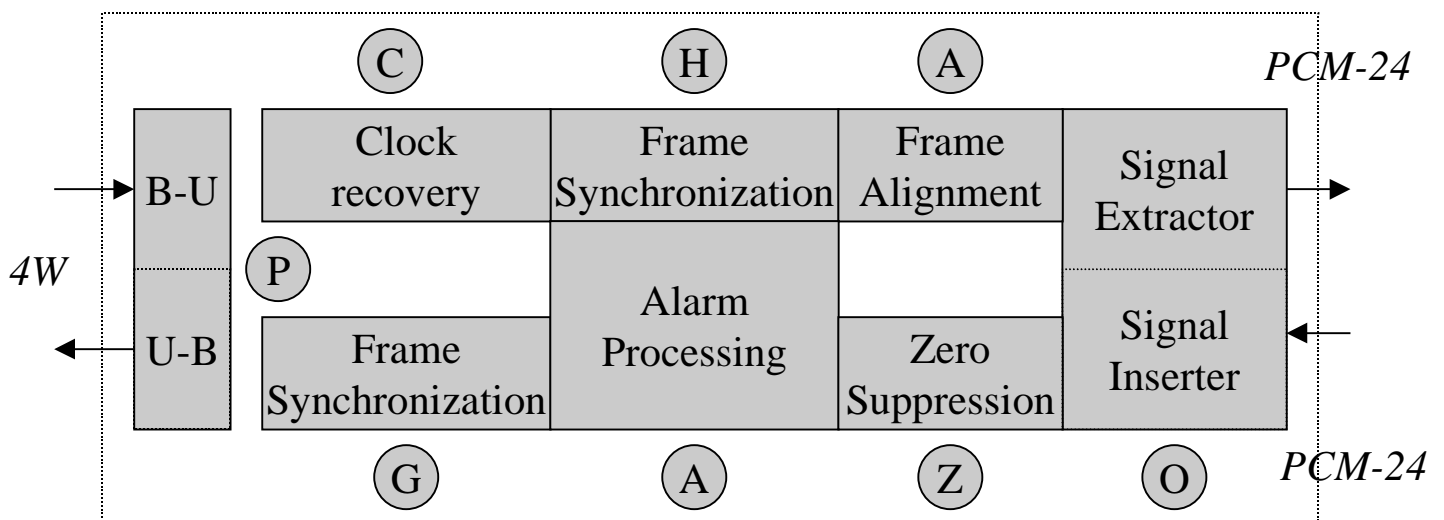 C
H
A
PCM-24
B-U
Clock
recovery
Frame
Synchronization
Frame
Alignment
Signal
Extractor
4W
P
U-B
Frame
Synchronization
Alarm
Processing
Zero
Suppression
Signal
Inserter
G
A
Z
O
PCM-24